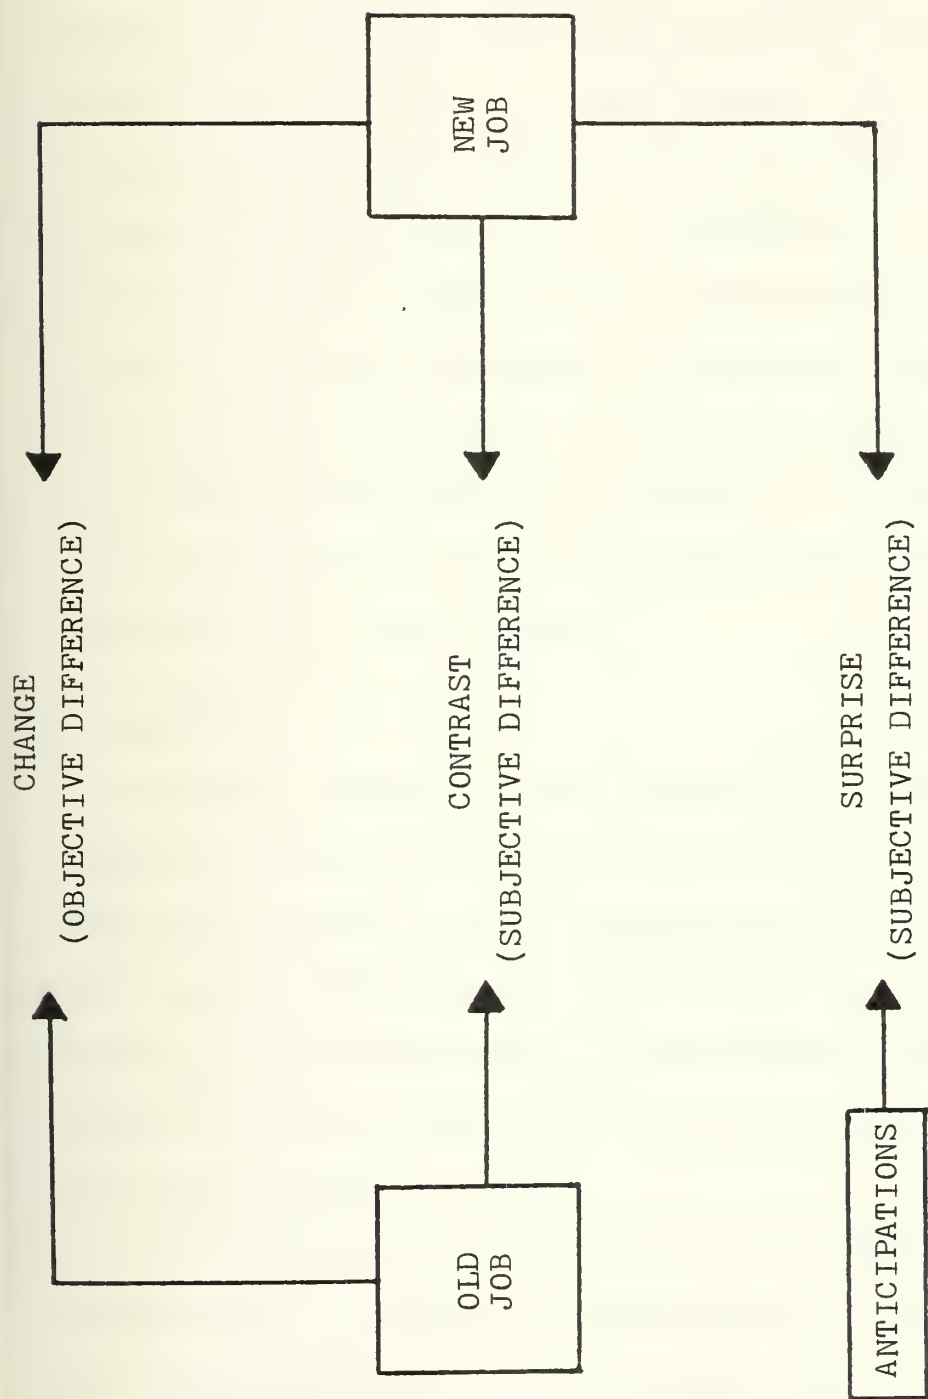 CHANGE
(OBJECTIVE DIFFERENCE)
OLD
JOB
CONTRAST
(SUBJECTIVE DIFFERENCE)
NEW
JOB
ANTICIPATIONS
SURPRISE
(SUBJECTIVE DIFFERENCE)